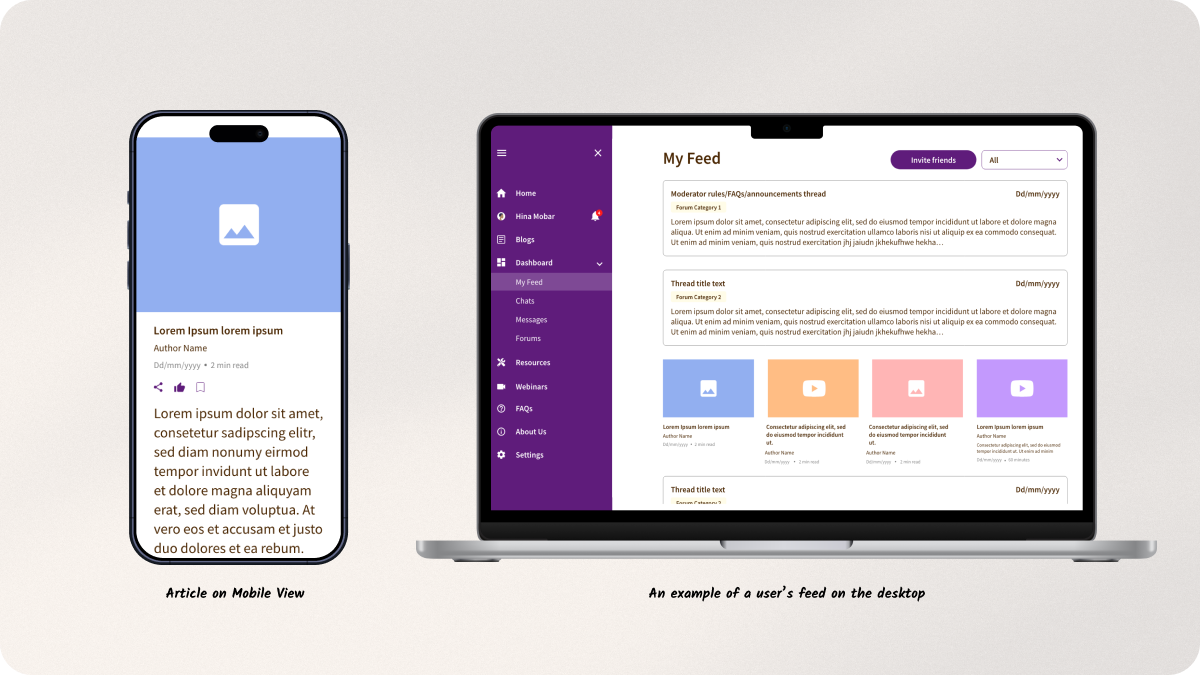 Lorem Ipsum lorem ipsum
Author Name
Dd/mm/yyyy • 2 min read
Lorem ipsum dolor sit amet,
consetetur sadipscing elitr,
sed diam nonumy eirmod
tempor invidunt ut labore
et dolore magna aliquyam
erat, sed diam voluptua. At
vero eos et accusam et justo
duo dolores et ea rebum.
Article on Mobile View
Home
Hina Mobar
Blogs
Dashboard
My Feed
Chats
Messages
Forums
Resources
Webinars
FAQs
About Us
Settings
My Feed
Invite friends
All
Moderator rules/FAQs/announcements thread
Dd/mm/yyyy
Forum Category 1
Lorem ipsum dolor sit amet, consectetur adipiscing elit, sed do eiusmod tempor incididunt ut labore et dolore magna
aliqua. Ut enim ad minim veniam, quis nostrud exercitation ullamco laboris nisi ut aliquip ex ea commodo consequat.
Ut enim ad minim veniam, quis nostrud exercitation jhj jaiudn jkhekufhwe hekha...
Thread title text
Dd/mm/yyyy
Forum Category 2
Lorem ipsum dolor sit amet, consectetur adipiscing elit, sed do eiusmod tempor incididunt ut labore et dolore magna
aliqua. Ut enim ad minim veniam, quis nostrud exercitation ullamco laboris nisi ut aliquip ex ea commodo consequat.
Ut enim ad minim veniam, quis nostrud exercitation jhj jaiudn jkhekufhwe hekha...
Lorem Ipsum lorem ipsum
Author Name
Dd/mm/yyyy • 2 min read
Consectetur adipiscing elit, sed
do eiusmod tempor incididunt
ut.
Author Name
Dd/mm/yyyy • 2 min read
Consectetur adipiscing elit, sed
do eiusmod tempor incididunt
ut.
Author Name
Dd/mm/yyyy • 2 min read
Lorem Ipsum lorem ipsum
Author Name
Consectetur adipiscing elit, sed do eiusmod
tempor incididunt ut. Ut enim ad minim
Dd/mm/yyyy • 50 minutes
Thread title text
Dd/mm/yyyy
Forum Category 2
An example of a user's feed on the desktop